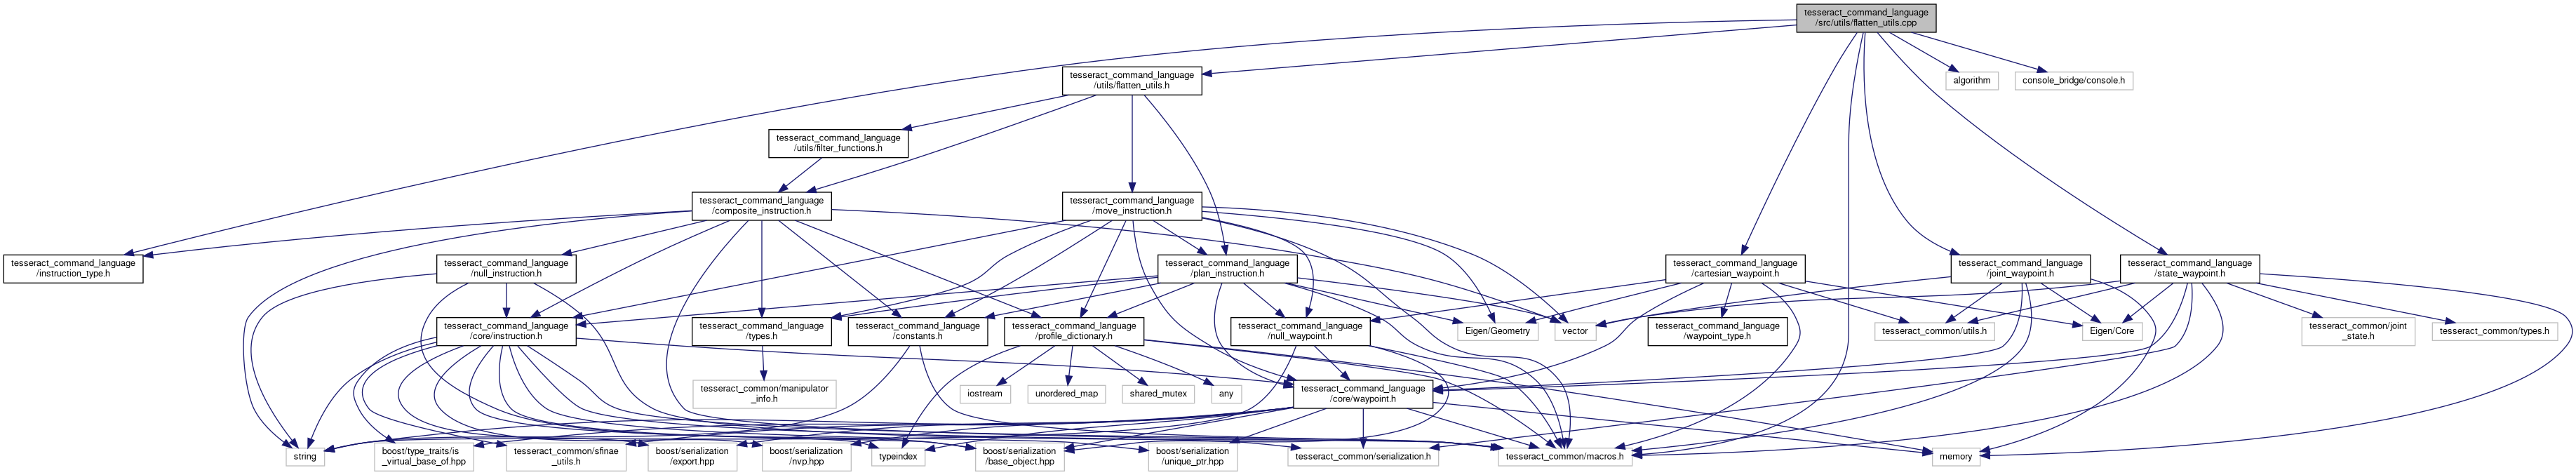 tesseract_command_language
/src/utils/flatten_utils.cpp
tesseract_command_language
/utils/flatten_utils.h
algorithm
console_bridge/console.h
tesseract_command_language
/utils/filter_functions.h
tesseract_command_language
/composite_instruction.h
tesseract_command_language
/move_instruction.h
tesseract_command_language
/instruction_type.h
tesseract_command_language
/null_instruction.h
tesseract_command_language
/plan_instruction.h
tesseract_command_language
/cartesian_waypoint.h
tesseract_command_language
/joint_waypoint.h
tesseract_command_language
/state_waypoint.h
tesseract_command_language
/core/instruction.h
tesseract_command_language
/types.h
tesseract_command_language
/constants.h
tesseract_command_language
/profile_dictionary.h
tesseract_command_language
/null_waypoint.h
Eigen/Geometry
vector
tesseract_command_language
/waypoint_type.h
tesseract_common/utils.h
Eigen/Core
tesseract_common/joint
_state.h
tesseract_common/types.h
tesseract_common/manipulator
_info.h
iostream
unordered_map
shared_mutex
any
tesseract_command_language
/core/waypoint.h
string
boost/type_traits/is
_virtual_base_of.hpp
tesseract_common/sfinae
_utils.h
boost/serialization
/export.hpp
boost/serialization
/nvp.hpp
typeindex
boost/serialization
/base_object.hpp
boost/serialization
/unique_ptr.hpp
tesseract_common/serialization.h
tesseract_common/macros.h
memory